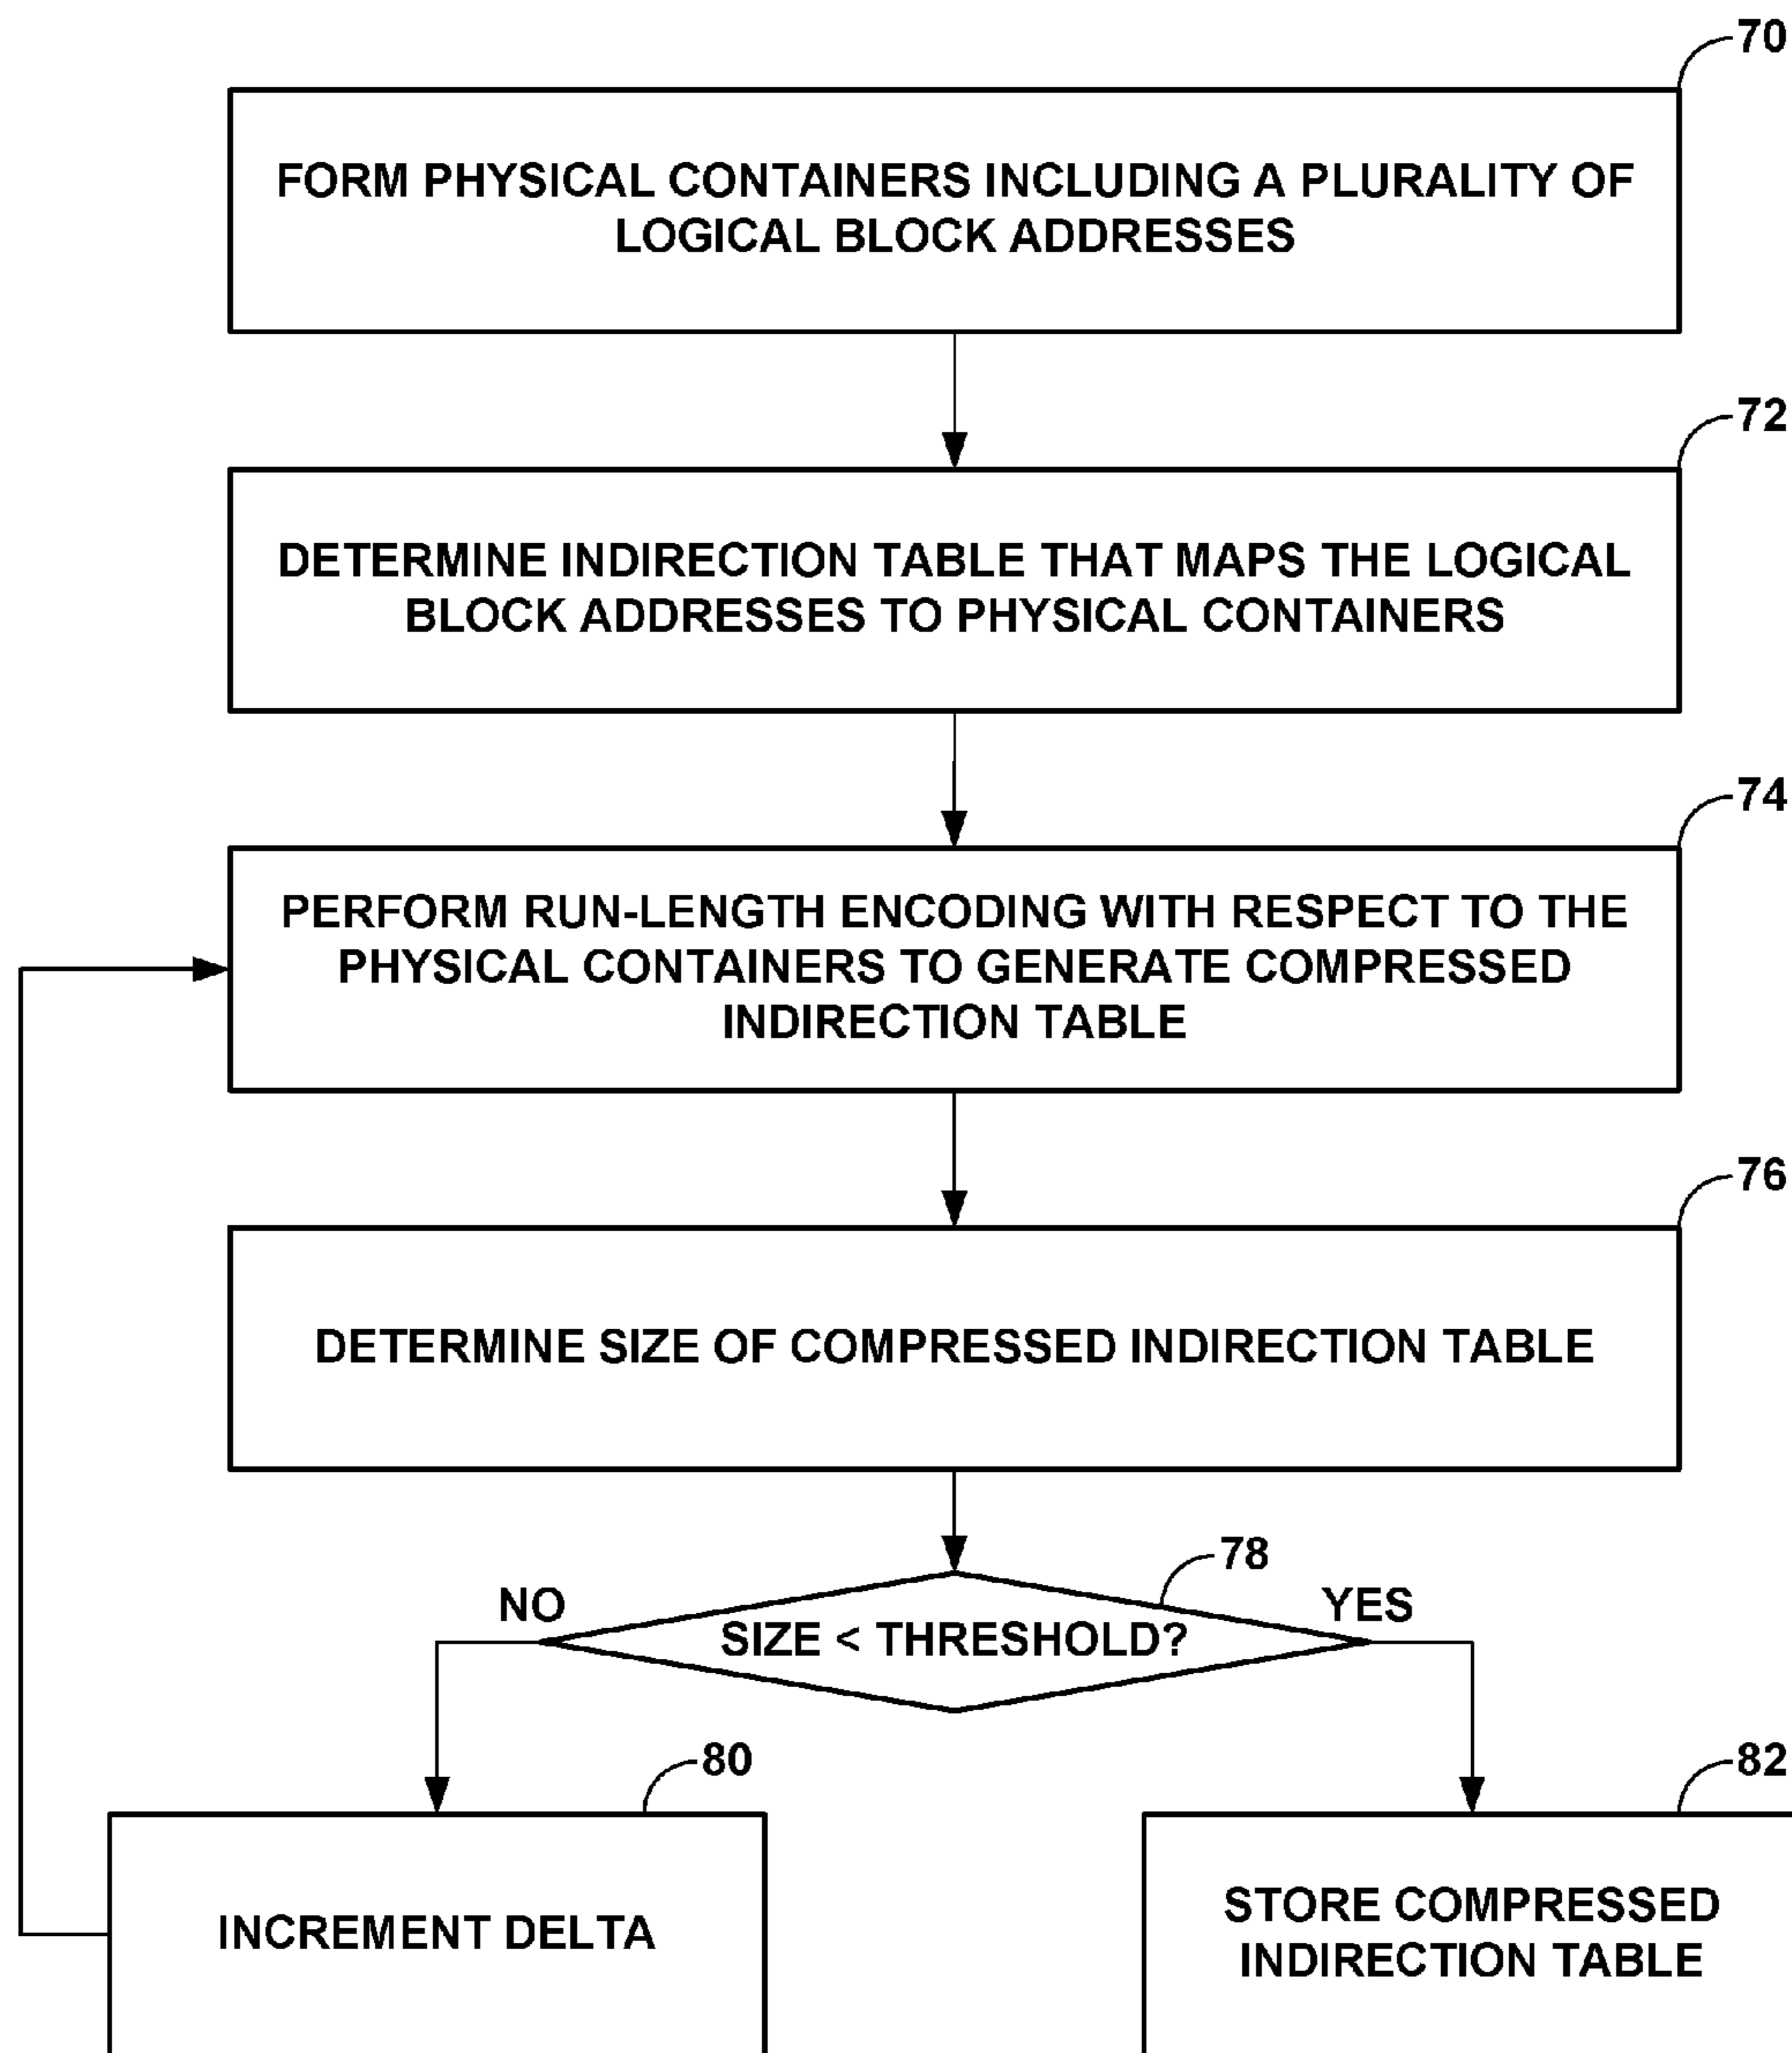 70
FORM PHYSICAL CONTAINERS INCLUDING A PLURALITY OF
LOGICAL BLOCK ADDRESSES
72
DETERMINE INDIRECTION TABLE THAT MAPS THE LOGICAL
BLOCK ADDRESSES TO PHYSICAL CONTAINERS
74
PERFORM RUN-LENGTH ENCODING WITH RESPECT TO THE
PHYSICAL CONTAINERS TO GENERATE COMPRESSED
INDIRECTION TABLE
76
DETERMINE SIZE OF COMPRESSED INDIRECTION TABLE
78
NO
YES
SIZE < THRESHOLD?
80
82
INCREMENT DELTA
STORE COMPRESSED
INDIRECTION TABLE